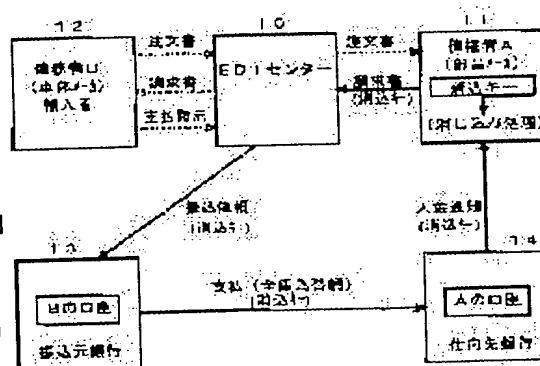 12
10
11
注文書
注文書
債務者B
(本体メーカ)
購入者
EDIセンター
債権者A
(部品メーカ)
請求書
請求書
(消込キー)
消込キー
支払指示
(消し込み処理)
振込依頼
(消込キー)
入金通知
(消込キー)
13
14
支払(全銀為替網)
(消込キー)
Bの口座
Aの口座
振込元銀行
仕向先銀行